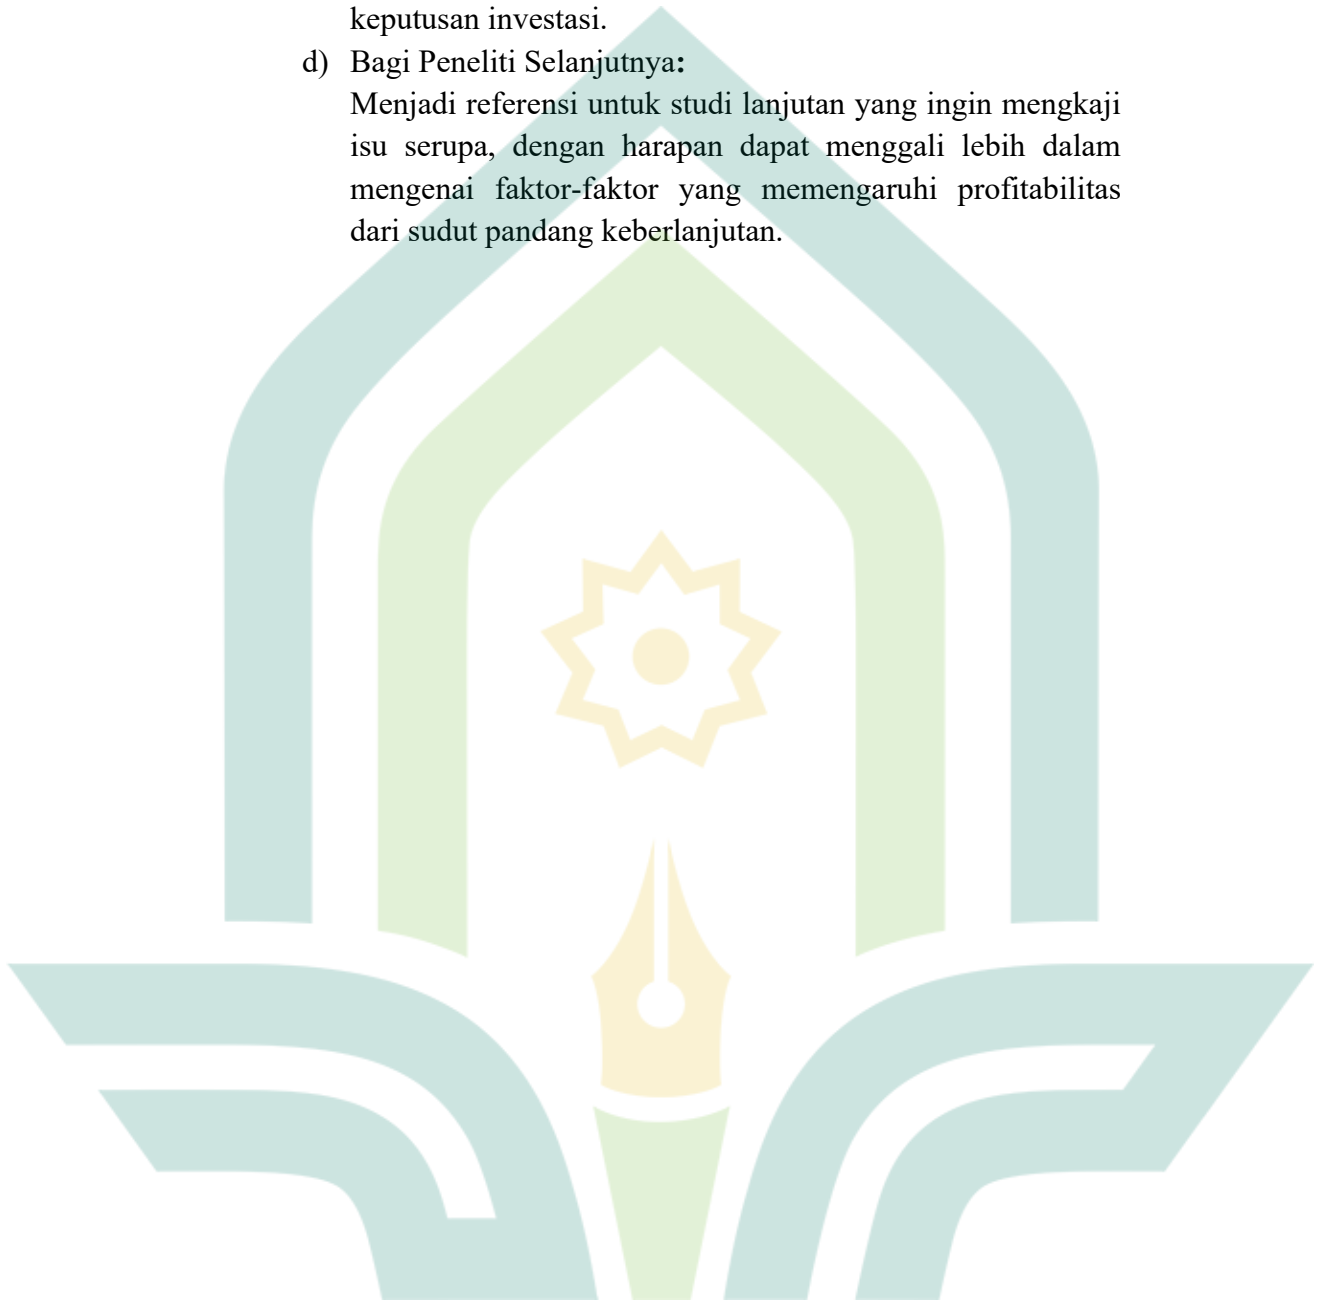 keputusan investasi.
d) Bagi Peneliti Selanjutnya:
Menjadi referensi untuk studi lanjutan yang ingin mengkaji
isu serupa, dengan harapan dapat menggali lebih dalam
mengenai faktor-faktor yang memengaruhi profitabilitas
dari sudut pandang keberlanjutan.